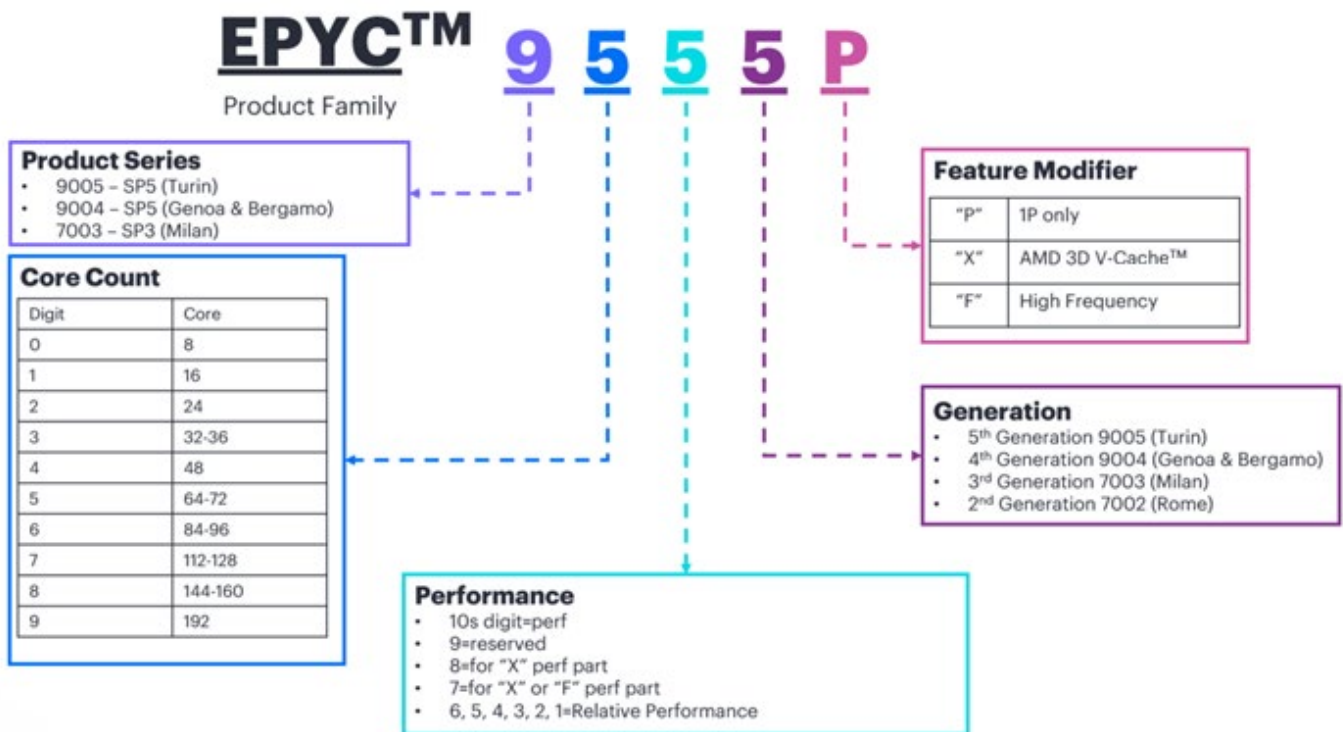 EPYC™ 9 5 5 5 P
Product Family
Product Series
• 9005 – SP5 (Turin)
• 9004 – SP5 (Genoa & Bergamo)
• 7003 – SP3 (Milan)
Core Count
Digit Core
0 8
1 16
2 24
3 32-36
4 48
5 64-72
6 84-96
7 112-128
8 144-160
9 192
Performance
• 10s digit=perf
• 9=reserved
• 8=for “X” perf part
• 7=for “X” or “F” perf part
• 6, 5, 4, 3, 2, 1=Relative Performance
Feature Modifier
“P” 1P only
“X” AMD 3D V-Cache™
“F” High Frequency
Generation
• 5th Generation 9005 (Turin)
• 4th Generation 9004 (Genoa & Bergamo)
• 3rd Generation 7003 (Milan)
• 2nd Generation 7002 (Rome)